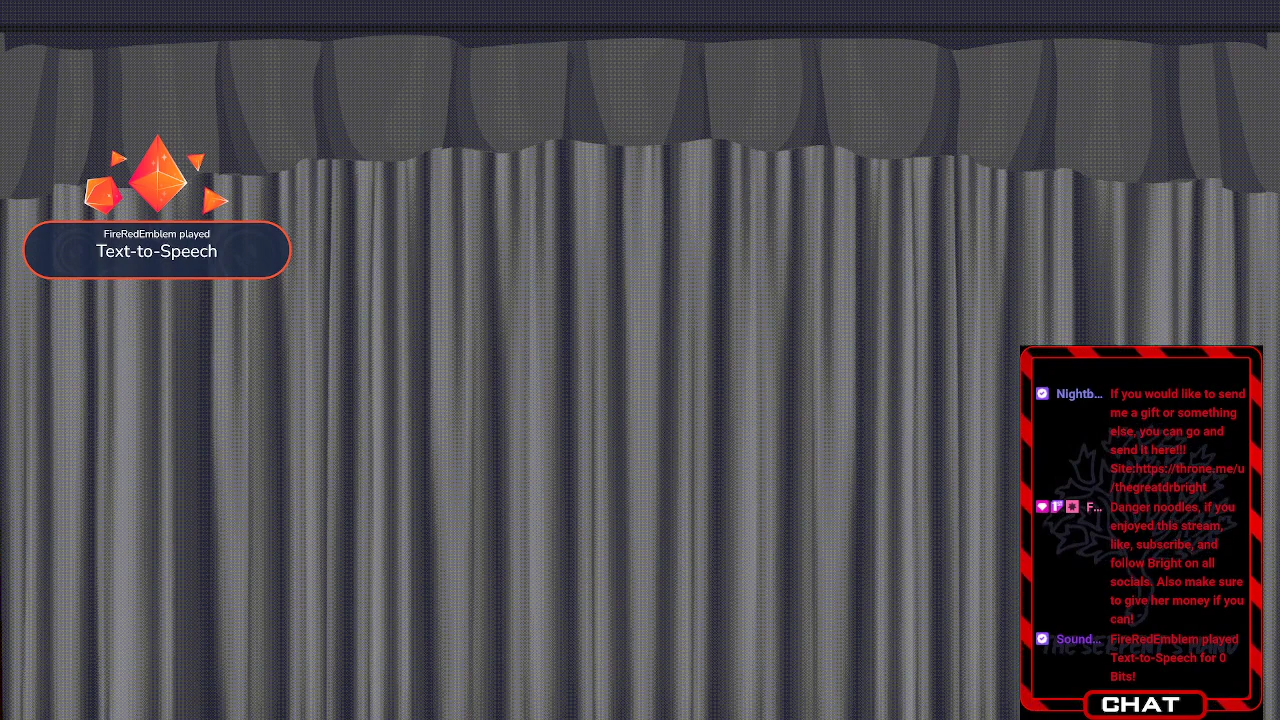 FireRedEmblem played
Text-to-Speech
Nightb... If you would like to send
me a gift or something
else, you can go and
send it here!!!
Site:https://throne.me/u
/thegreatdrbright
F... Danger noodles, if you
enjoyed this stream,
like, subscribe, and
follow Bright on all
socials. Also make sure
to give her money if you
can!
Sound... FireRedEmblem played
Text-to-Speech for 0
Bits!
THE SERPENT'S HAND
CHAT